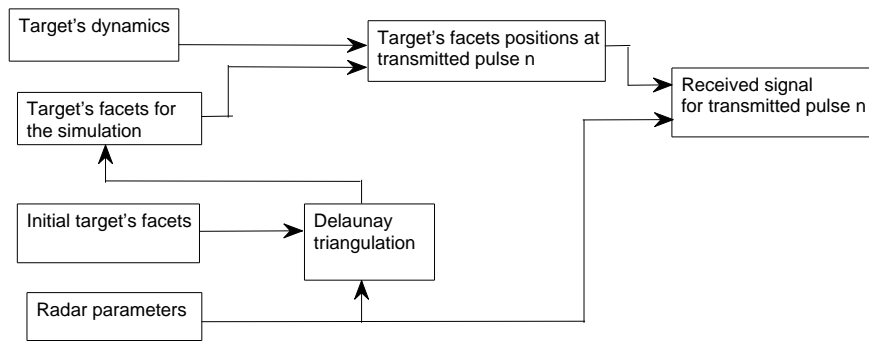 Target's dynamics
Target's facets positions at
transmitted pulse n
Received signal
for transmitted pulse n
Target's facets for
the simulation
Initial target's facets
Delaunay
triangulation
Radar parameters